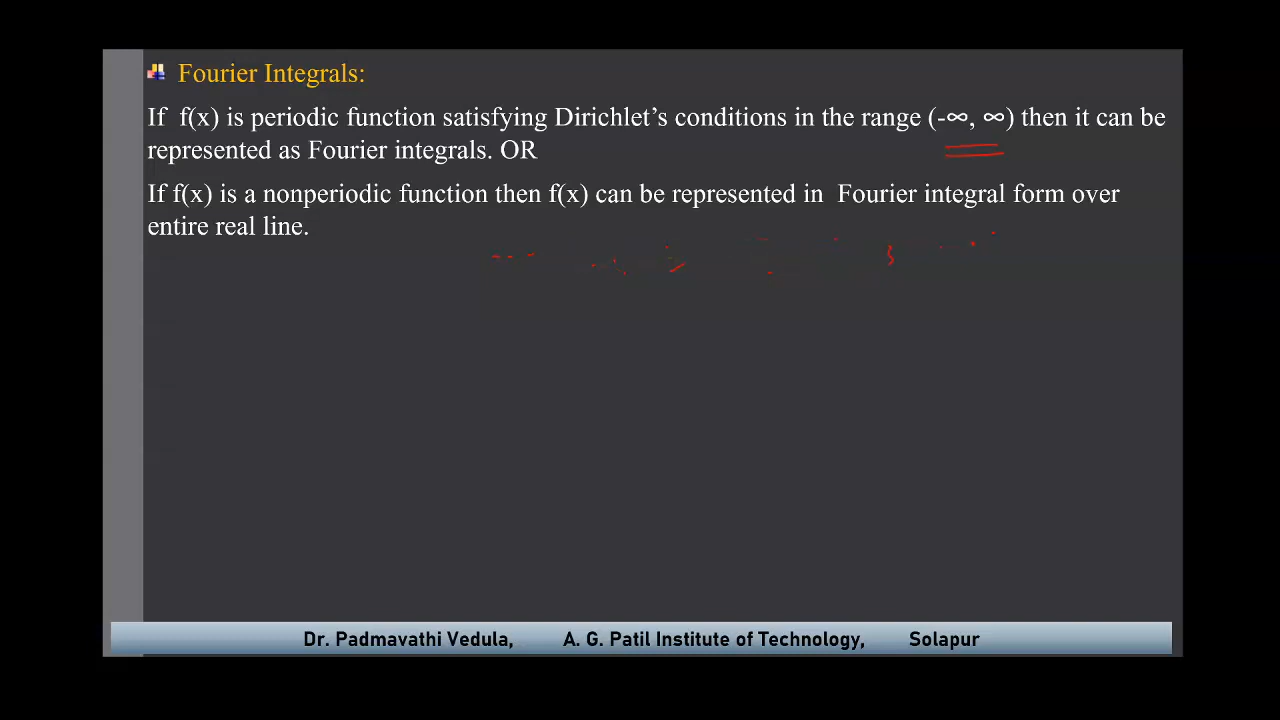 Fourier Integrals:
If f(x) is periodic function satisfying Dirichlet’s conditions in the range (-∞, ∞) then it can be
represented as Fourier integrals. OR
If f(x) is a nonperiodic function then f(x) can be represented in Fourier integral form over
entire real line.
Dr. Padmavathi Vedula, A. G. Patil Institute of Technology, Solapur